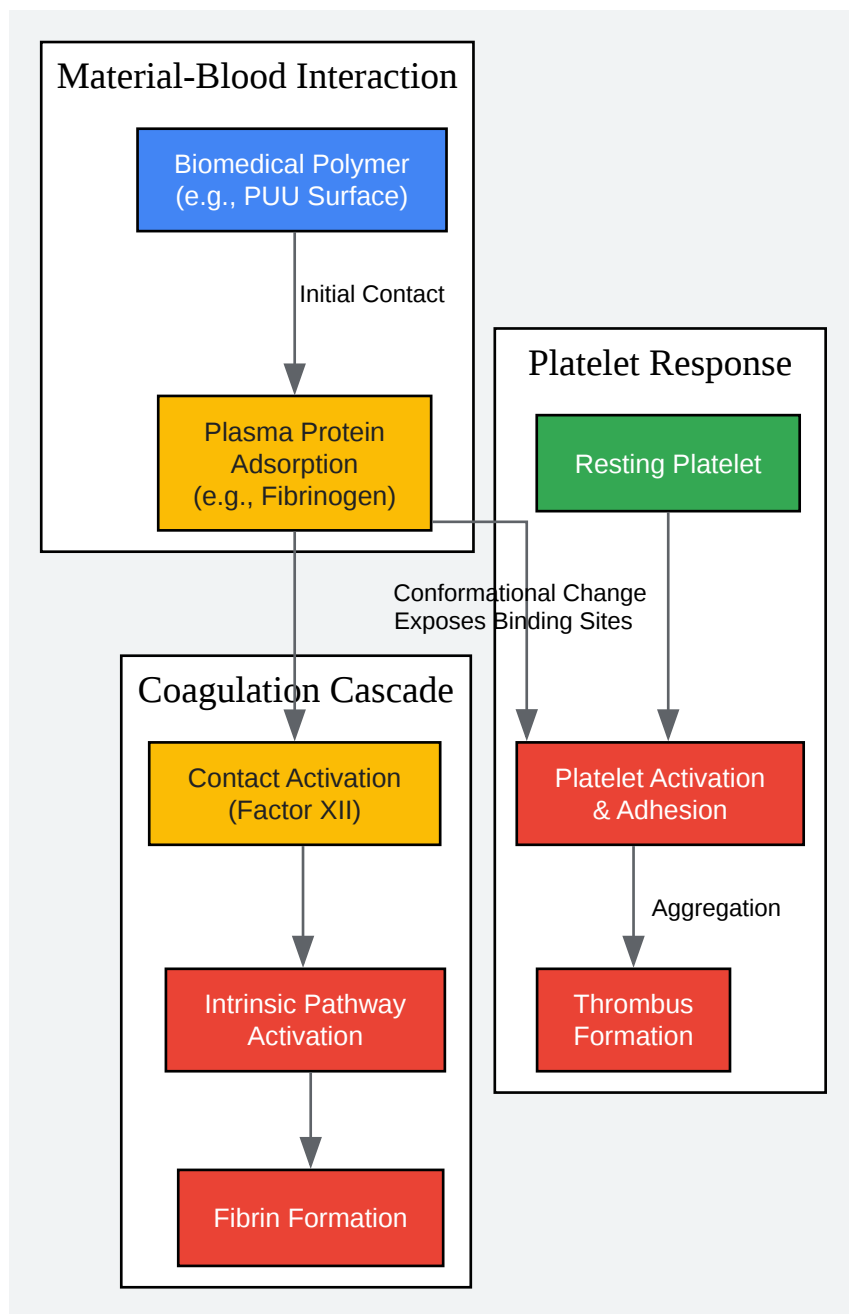 Material-Blood Interaction
Biomedical Polymer
(e.g., PUU Surface)
Initial Contact
Plasma Protein
Adsorption
(e.g., Fibrinogen)
Platelet Response
Resting Platelet
Conformational Change
Exposes Binding Sites
Coagulation Cascade
Contact Activation
(Factor XII)
Platelet Activation
& Adhesion
Aggregation
Intrinsic Pathway
Activation
Thrombus
Formation
Fibrin Formation